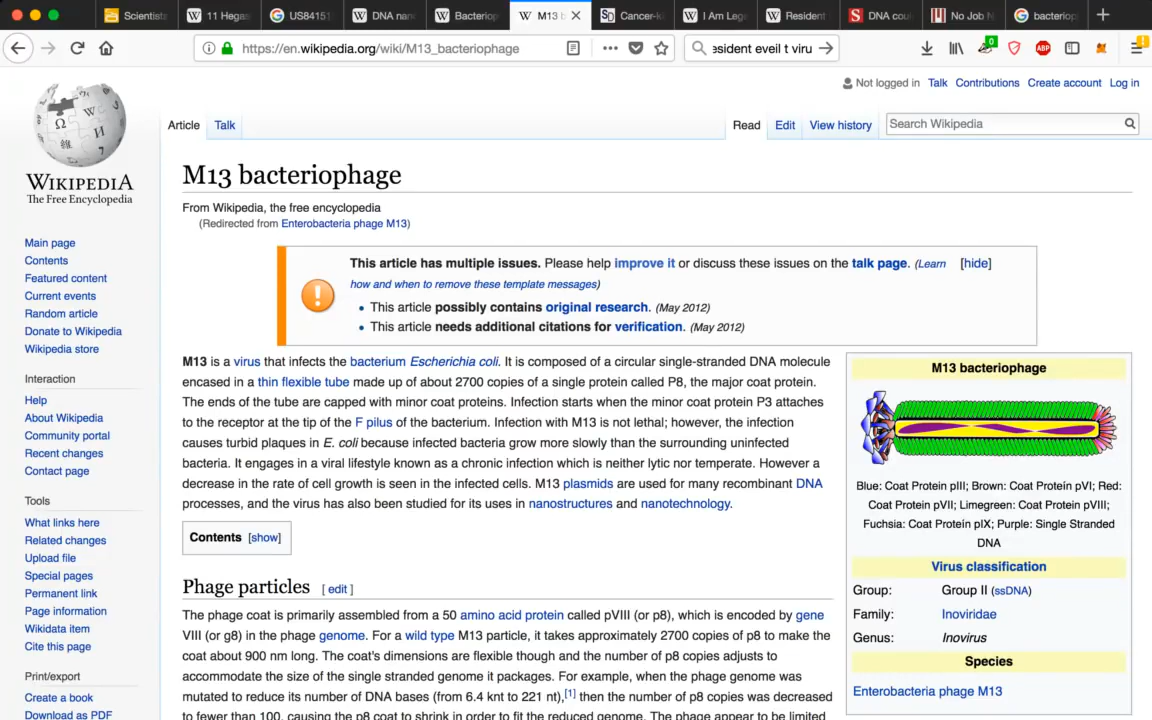 Scientists
11 Hegas
US8415
DNA nan
Bacteriop
M13 b
Cancer-k
I Am Leg
Resident
DNA cou
No Job N
bacteriop
https://en.wikipedia.org/wiki/M13_bacteriophage
esident eveil t viru
0
ABP
Not logged in Talk Contributions Create account Log in
Article Talk Read Edit View history Search Wikipedia
WIKIPEDIA
The Free Encyclopedia
Main page
Contents
Featured content
Current events
Random article
Donate to Wikipedia
Wikipedia store
Interaction
Help
About Wikipedia
Community portal
Recent changes
Contact page
Tools
What links here
Related changes
Upload file
Special pages
Permanent link
Page information
Wikidata item
Cite this page
Print/export
Create a book
Download as PDF
M13 bacteriophage
From Wikipedia, the free encyclopedia
(Redirected from Enterobacteria phage M13)
This article has multiple issues. Please help improve it or discuss these issues on the talk page. (Learn [hide]
how and when to remove these template messages)
• This article possibly contains original research. (May 2012)
• This article needs additional citations for verification. (May 2012)
M13 is a virus that infects the bacterium Escherichia coli. It is composed of a circular single-stranded DNA molecule
encased in a thin flexible tube made up of about 2700 copies of a single protein called P8, the major coat protein.
The ends of the tube are capped with minor coat proteins. Infection starts when the minor coat protein P3 attaches
to the receptor at the tip of the F pilus of the bacterium. Infection with M13 is not lethal; however, the infection
causes turbid plaques in E. coli because infected bacteria grow more slowly than the surrounding uninfected
bacteria. It engages in a viral lifestyle known as a chronic infection which is neither lytic nor temperate. However a
decrease in the rate of cell growth is seen in the infected cells. M13 plasmids are used for many recombinant DNA
processes, and the virus has also been studied for its uses in nanostructures and nanotechnology.
Contents [show]
Phage particles [ edit ]
The phage coat is primarily assembled from a 50 amino acid protein called pVIII (or p8), which is encoded by gene
VIII (or g8) in the phage genome. For a wild type M13 particle, it takes approximately 2700 copies of p8 to make the
coat about 900 nm long. The coat's dimensions are flexible though and the number of p8 copies adjusts to
accommodate the size of the single stranded genome it packages. For example, when the phage genome was
mutated to reduce its number of DNA bases (from 6.4 knt to 221 nt),[1] then the number of p8 copies was decreased
to fewer than 100, causing the p8 coat to shrink in order to fit the reduced genome. The phage appear to be limited
M13 bacteriophage
Blue: Coat Protein pIII; Brown: Coat Protein pVI; Red:
Coat Protein pVII; Limegreen: Coat Protein pVIII;
Fuchsia: Coat Protein pIX; Purple: Single Stranded
DNA
Virus classification
Group: Group II (ssDNA)
Family: Inoviridae
Genus: Inovirus
Species
Enterobacteria phage M13